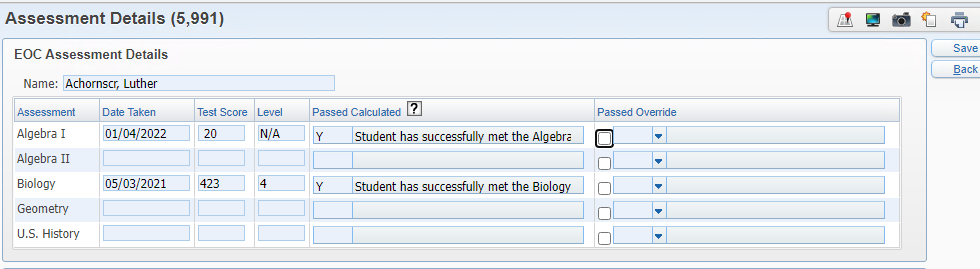 Assessment Details (5,991)
Save
EOC Assessment Details
Back
Name: Achornscr, Luther
Assessment Date Taken Test Score Level Passed Calculated ? Passed Override
Algebra I 01/04/2022 20 N/A Y Student has successfully met the Algebra
Algebra II
Biology 05/03/2021 423 4 Y Student has successfully met the Biology
Geometry
U.S. History